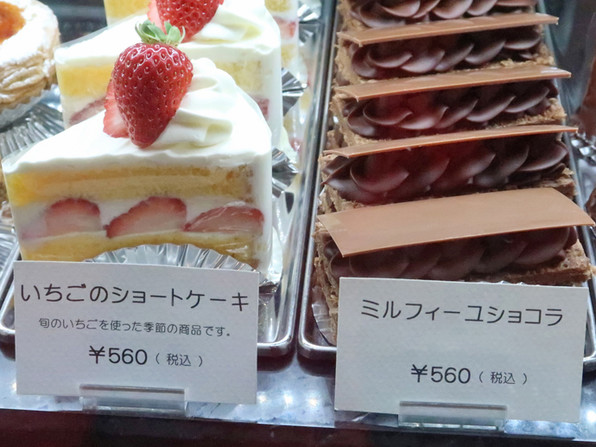 いちごのショートケーキ
旬のいちごを使った季節の商品です。
￥560（税込）
ミルフィーユショコラ
￥560（税込）